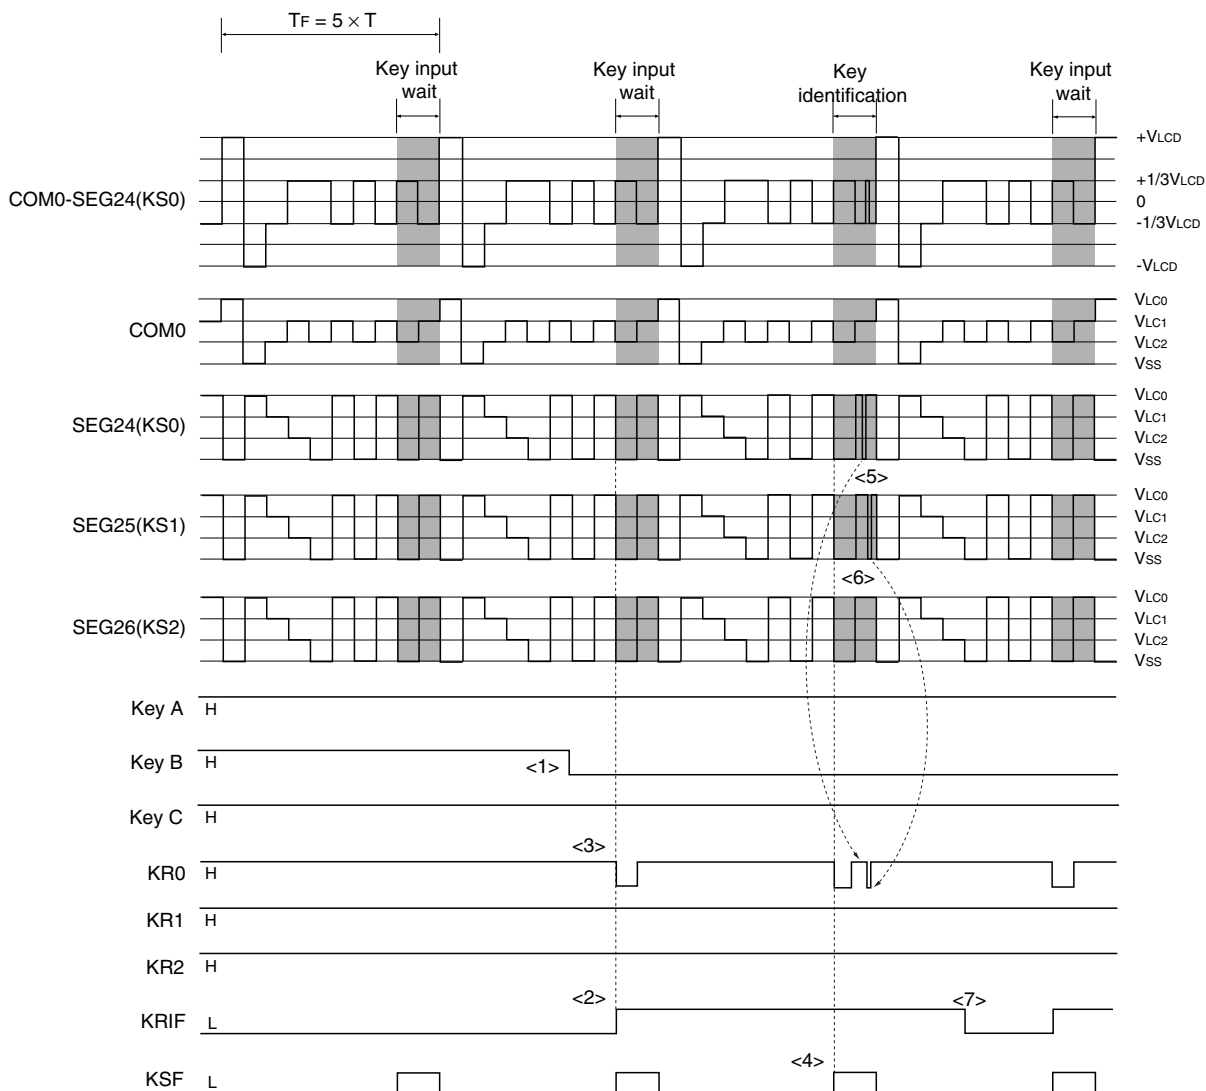 TF = 5 × T
Key input wait
Key input wait
Key identification
Key input wait
COM0-SEG24(KS0)
+VLCD
+1/3VLCD
0
-1/3VLCD
-VLCD
COM0
VLC0
VLC1
VLC2
VSS
SEG24(KS0)
VLC0
VLC1
VLC2
VSS
<5>
SEG25(KS1)
VLC0
VLC1
VLC2
VSS
<6>
SEG26(KS2)
VLC0
VLC1
VLC2
VSS
Key A H
Key B H
<1>
Key C H
<3>
KR0 H
KR1 H
KR2 H
<2>
<7>
KRIF L
<4>
KSF L